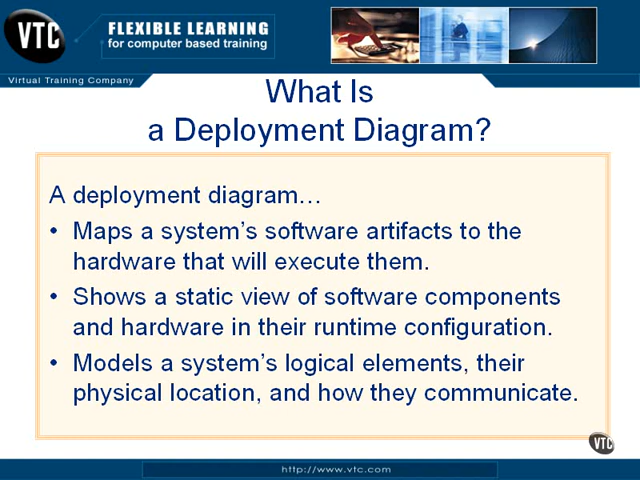 VTC
FLEXIBLE LEARNING
for computer based training
Virtual Training Company
What Is
a Deployment Diagram?
A deployment diagram…
• Maps a system's software artifacts to the
hardware that will execute them.
• Shows a static view of software components
and hardware in their runtime configuration.
• Models a system's logical elements, their
physical location, and how they communicate.
VTC
http://www.vtc.com